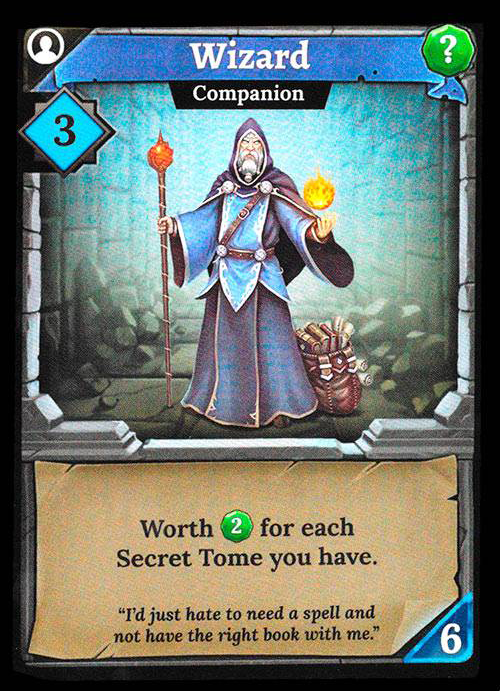 Wizard
?
Companion
3
Worth 2 for each
Secret Tome you have.
“I’d just hate to need a spell and
not have the right book with me.”
6